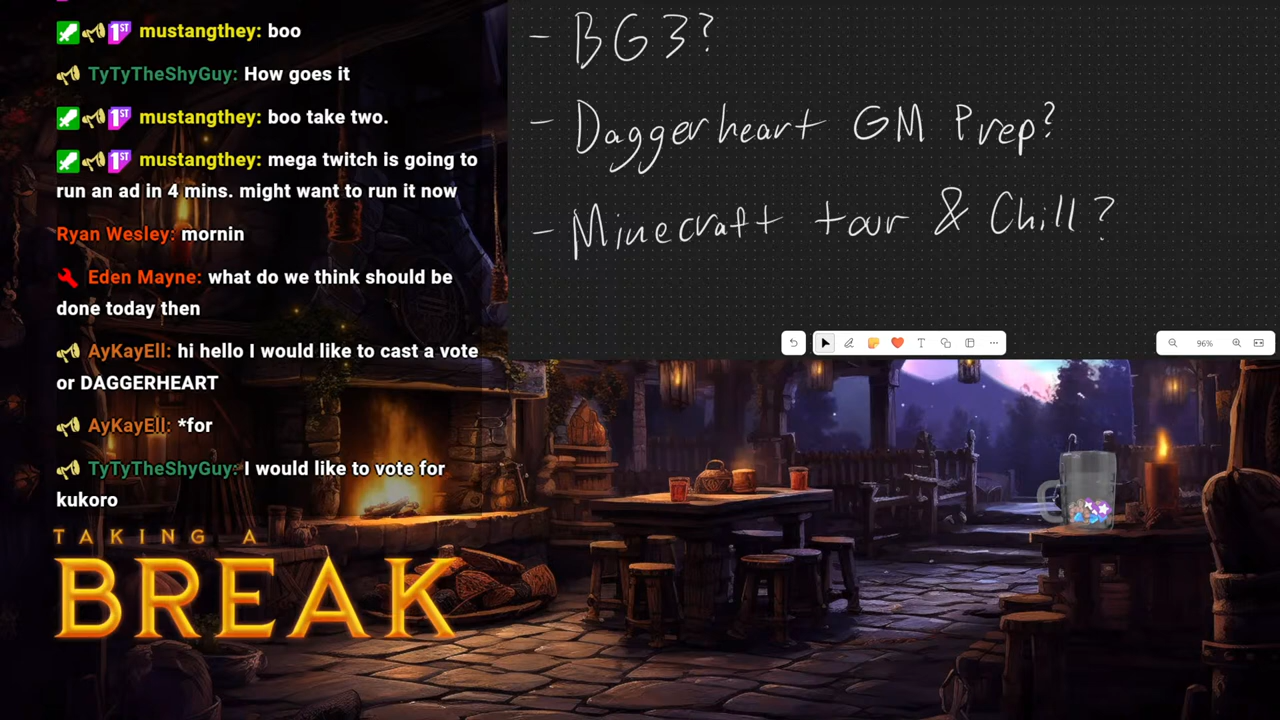 mustangthey: boo
TyTyTheShyGuy: How goes it
mustangthey: boo take two.
mustangthey: mega twitch is going to
run an ad in 4 mins. might want to run it now
Ryan Wesley: mornin
Eden Mayne: what do we think should be
done today then
AyKayEll: hi hello I would like to cast a vote
or DAGGERHEART
AyKayEll: *for
TyTyTheShyGuy: I would like to vote for
kukoro
TAKING A
BREAK
- BG3?
- Daggerheart GM Prep?
- Minecraft tour & Chill?
T
96%
1ST
1ST
1ST